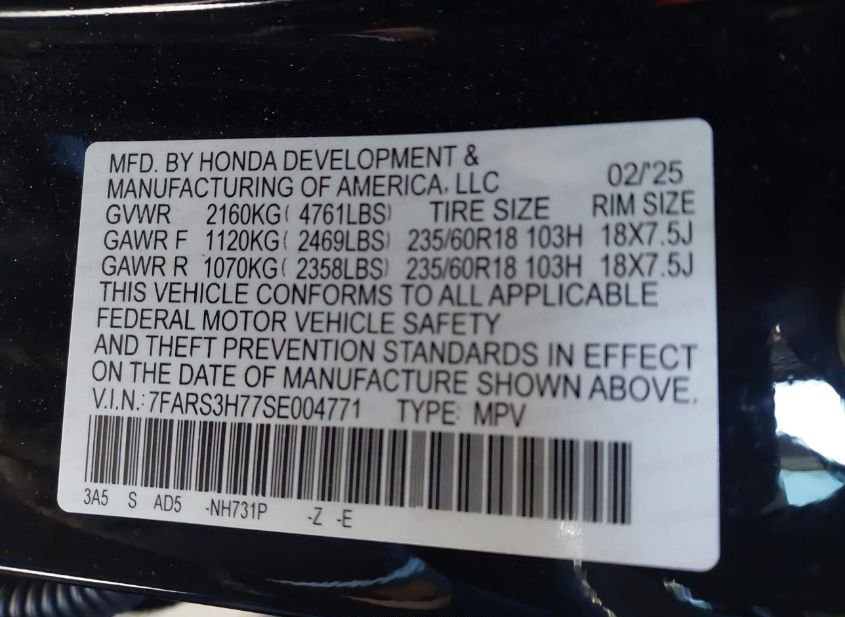 MFD. BY HONDA DEVELOPMENT &
MANUFACTURING OF AMERICA, LLC 02/'25
GVWR 2160KG( 4761LBS) TIRE SIZE RIM SIZE
GAWR F 1120KG( 2469LBS) 235/60R18 103H 18X7.5J
GAWR R 1070KG( 2358LBS) 235/60R18 103H 18X7.5J
THIS VEHICLE CONFORMS TO ALL APPLICABLE
FEDERAL MOTOR VEHICLE SAFETY
AND THEFT PREVENTION STANDARDS IN EFFECT
ON THE DATE OF MANUFACTURE SHOWN ABOVE.
V.I.N.: 7FARS3H77SE004771 TYPE: MPV
3A5 S AD5 -NH731P -Z -E